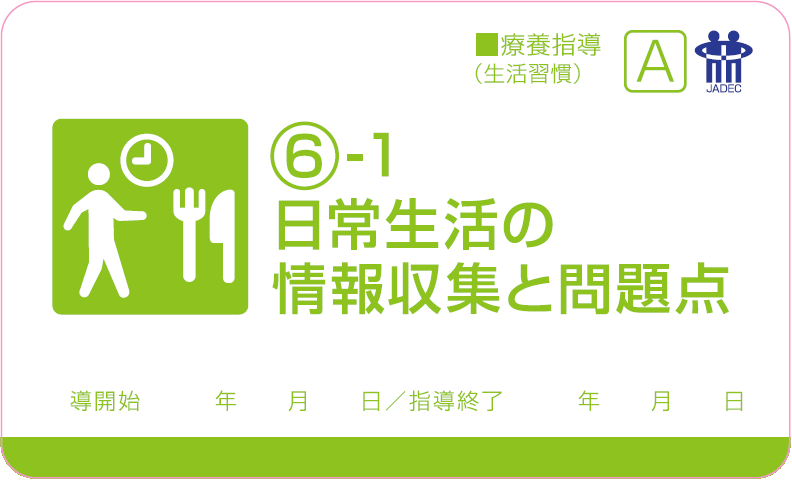 ■療養指導
（生活習慣）
A
JADEC
⑥-1
日常生活の
情報収集と問題点
導開始 年 月 日／指導終了 年 月 日